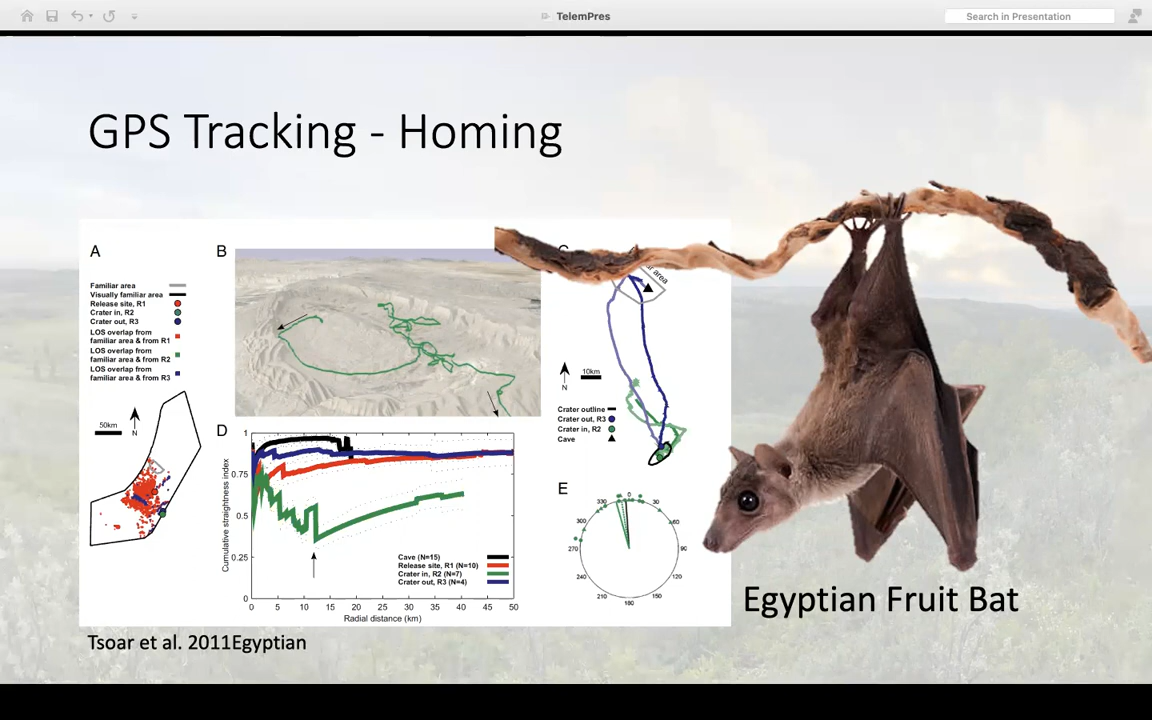 TelemPres
Search in Presentation
GPS Tracking - Homing
A
Familiar area
Visually familiar area
Release site, R1
Crater in, R2
Crater out, R3
LOS overlap from
familiar area & from R1
LOS overlap from
familiar area & from R2
LOS overlap from
familiar area & from R3
50km
N
B
C
area
10km
N
Crater outline
Crater out, R3
Crater in, R2
Cave
D
Cumulative straightness index
1
0.75
0.5
0.25
0
0 5 10 15 20 25 30 35 40 45 50
Radial distance (km)
Cave (N=15)
Release site, R1 (N=10)
Crater in, R2 (N=7)
Crater out, R3 (N=4)
E
330 0 30
300 60
270 90
240 120
210 180 150
Egyptian Fruit Bat
Tsoar et al. 2011Egyptian